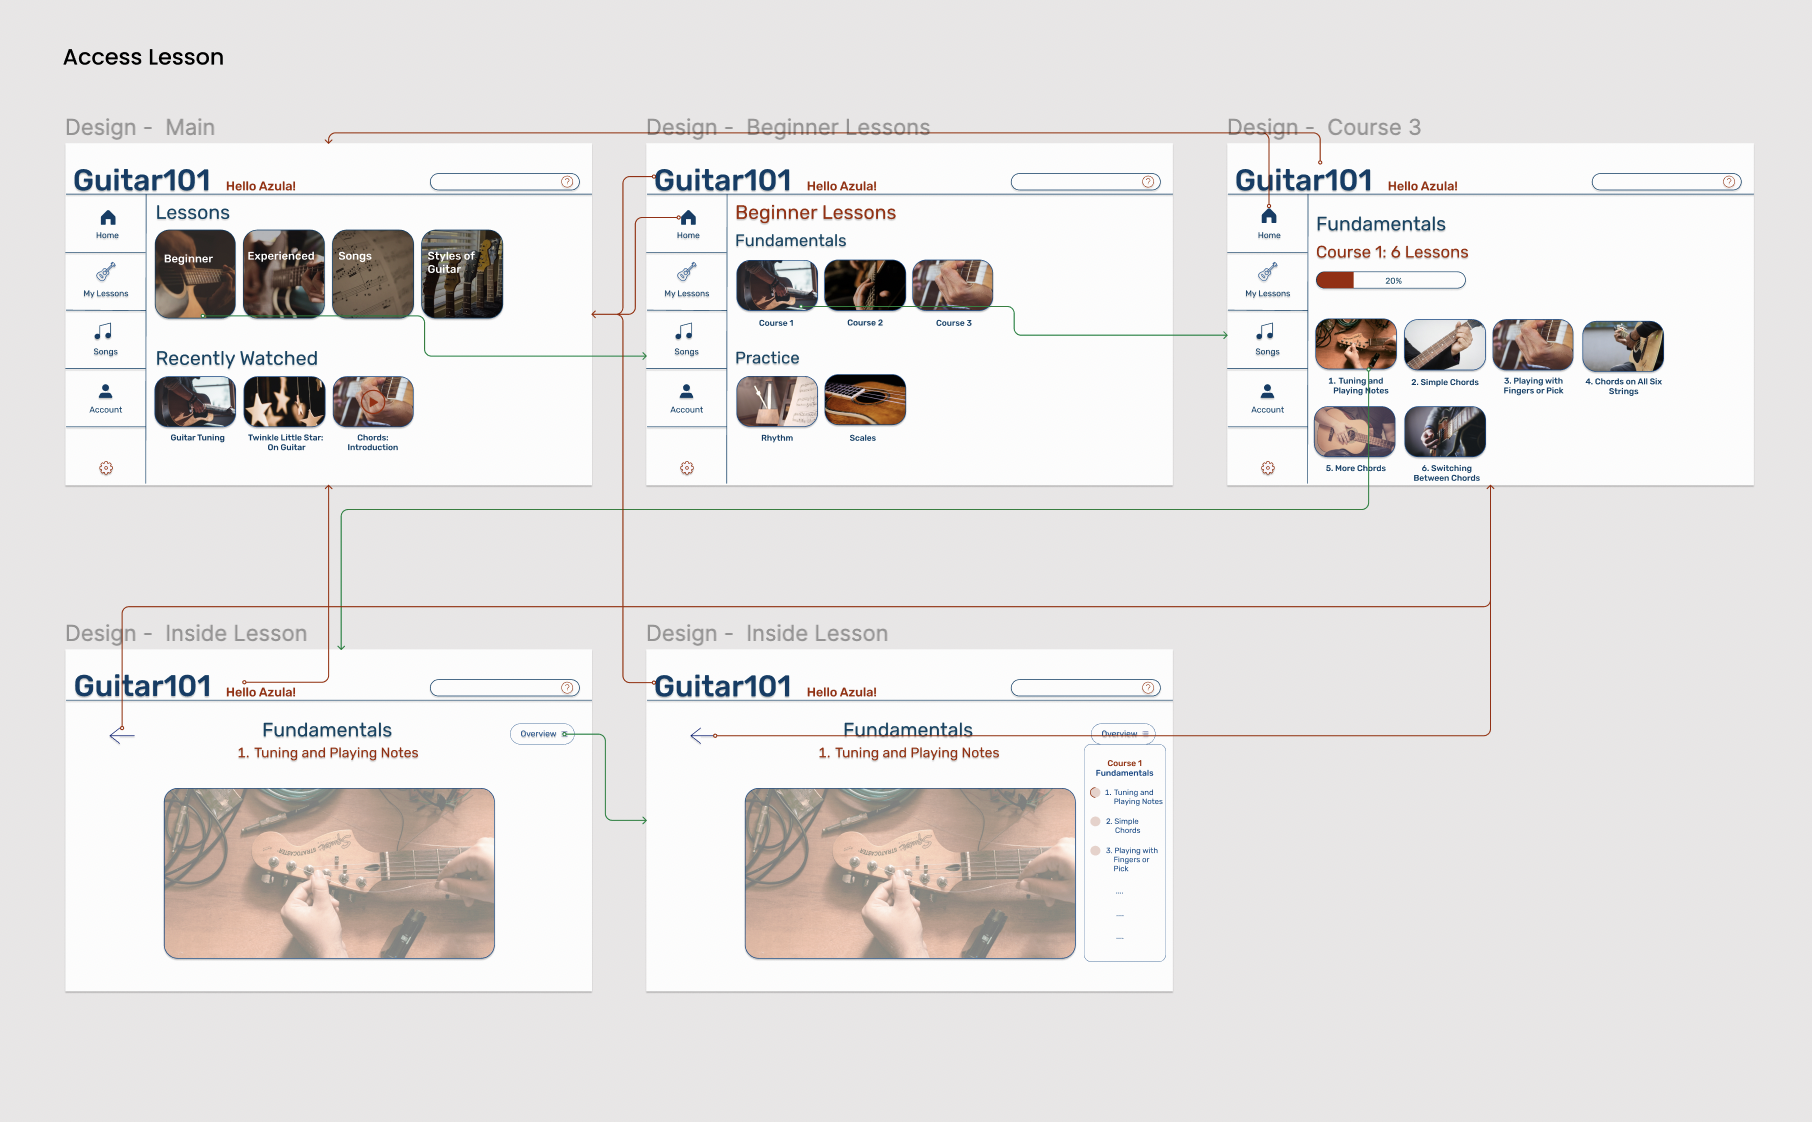 Access Lesson
Design - Main
Guitar101
Hello Azula!
?
Home
My Lessons
Songs
Account
Lessons
Beginner
Experienced
Songs
Styles of
Guitar
Recently Watched
Guitar Tuning
Twinkle Little Star:
On Guitar
Chords:
Introduction
Design - Beginner Lessons
Guitar101
Hello Azula!
?
Home
My Lessons
Songs
Account
Beginner Lessons
Fundamentals
Course 1
Course 2
Course 3
Practice
Rhythm
Scales
Design - Course 3
Guitar101
Hello Azula!
?
Home
My Lessons
Songs
Account
Fundamentals
Course 1: 6 Lessons
20%
1. Tuning and
Playing Notes
2. Simple Chords
3. Playing with
Fingers or Pick
4. Chords on All Six
Strings
5. More Chords
6. Switching
Between Chords
Design - Inside Lesson
Guitar101
Hello Azula!
?
Fundamentals
1. Tuning and Playing Notes
Overview
STRATOCASTER
Design - Inside Lesson
Guitar101
Hello Azula!
?
Fundamentals
1. Tuning and Playing Notes
STRATOCASTER
Overview
Course 1
Fundamentals
1. Tuning and
Playing Notes
2. Simple
Chords
3. Playing with
Fingers or
Pick
....